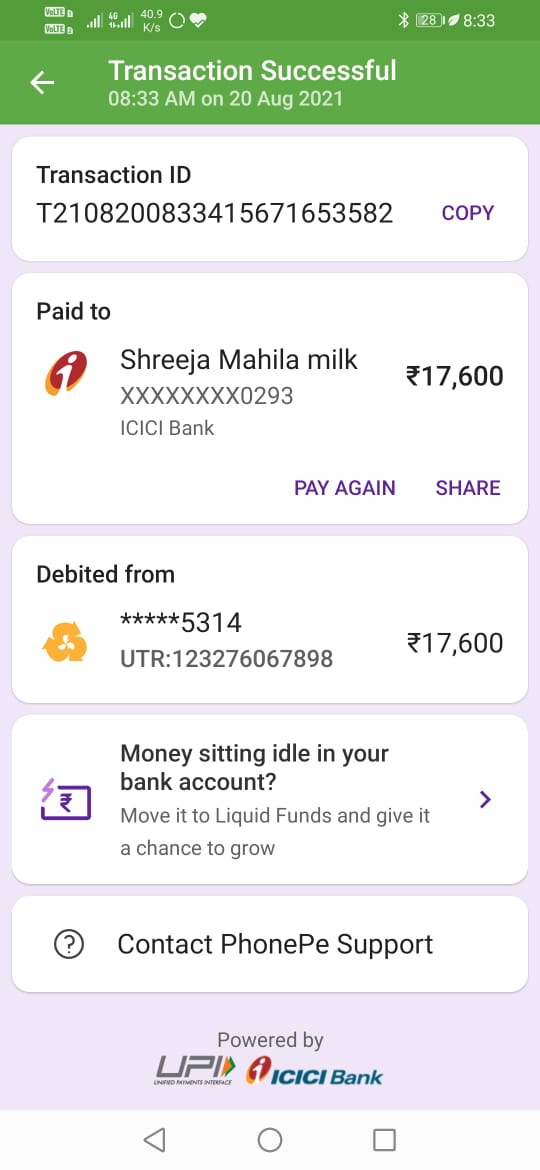 VoLTE 1
VoLTE 2
4G
40.9
K/s
28
8:33
Transaction Successful
08:33 AM on 20 Aug 2021
Transaction ID
T2108200833415671653582
COPY
Paid to
Shreeja Mahila milk
₹17,600
XXXXXXXX0293
ICICI Bank
PAY AGAIN
SHARE
Debited from
*****5314
₹17,600
UTR:123276067898
Money sitting idle in your
bank account?
Move it to Liquid Funds and give it
a chance to grow
Contact PhonePe Support
Powered by
UPI
UNIFIED PAYMENTS INTERFACE
ICICI Bank